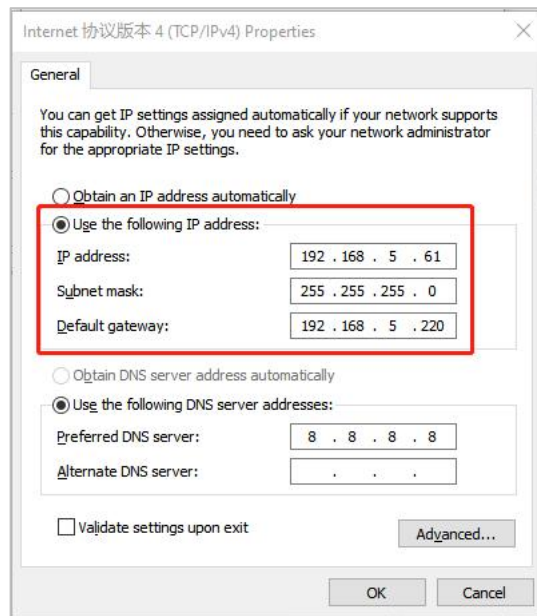 Internet 协议版本 4 (TCP/IPv4) Properties
General
You can get IP settings assigned automatically if your network supports
this capability. Otherwise, you need to ask your network administrator
for the appropriate IP settings.
Obtain an IP address automatically
Use the following IP address:
IP address: 192 . 168 . 5 . 61
Subnet mask: 255 . 255 . 255 . 0
Default gateway: 192 . 168 . 5 . 220
Obtain DNS server address automatically
Use the following DNS server addresses:
Preferred DNS server: 8 . 8 . 8 . 8
Alternate DNS server: . . .
Validate settings upon exit
Advanced...
OK Cancel